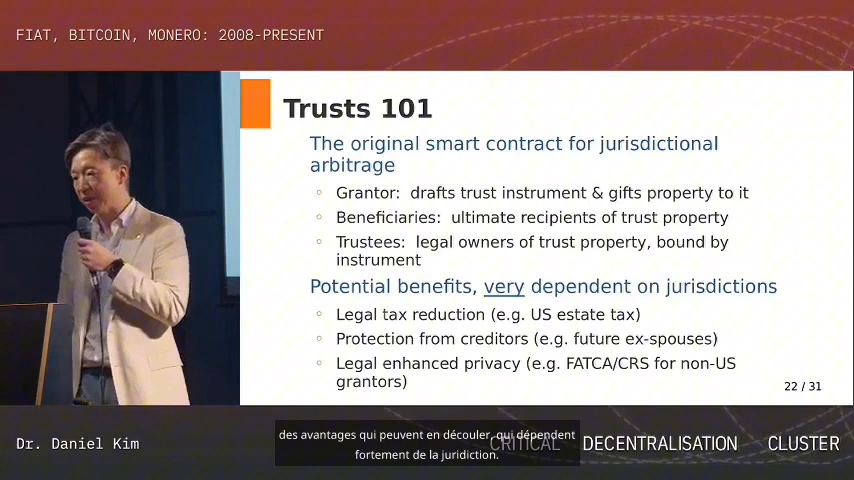 FIAT, BITCOIN, MONERO: 2008-PRESENT
Trusts 101
The original smart contract for jurisdictional
arbitrage
Grantor: drafts trust instrument & gifts property to it
Beneficiaries: ultimate recipients of trust property
Trustees: legal owners of trust property, bound by
instrument
Potential benefits, very dependent on jurisdictions
Legal tax reduction (e.g. US estate tax)
Protection from creditors (e.g. future ex-spouses)
Legal enhanced privacy (e.g. FATCA/CRS for non-US
grantors)
22 / 31
Dr. Daniel Kim
CRITICAL DECENTRALISATION CLUSTER
des avantages qui peuvent en découler, qui dépendent
fortement de la juridiction.